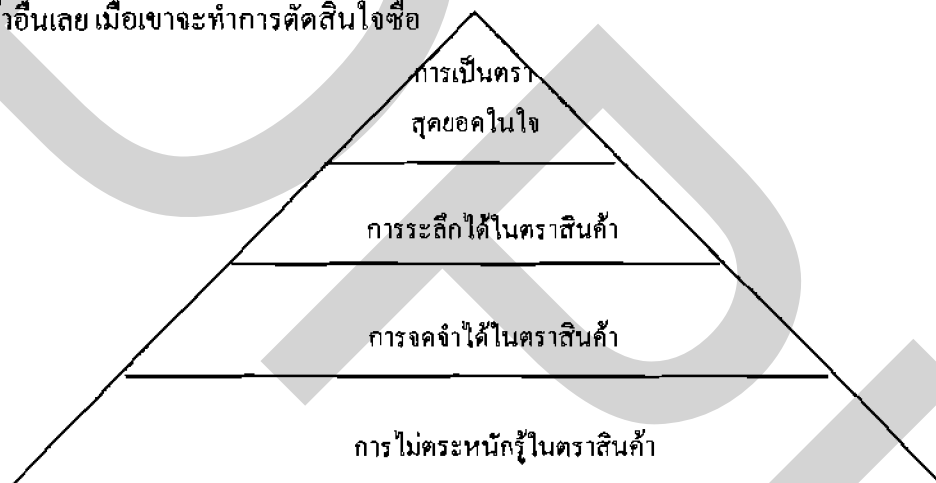 อื่นเลย เมื่อเขาจะทำการตัดสินใจซื้อ
การเป็นตรา
สุดยอดในใจ
การระลึกได้ในตราสินค้า
การจดจำได้ในตราสินค้า
การไม่ตระหนักรู้ในตราสินค้า